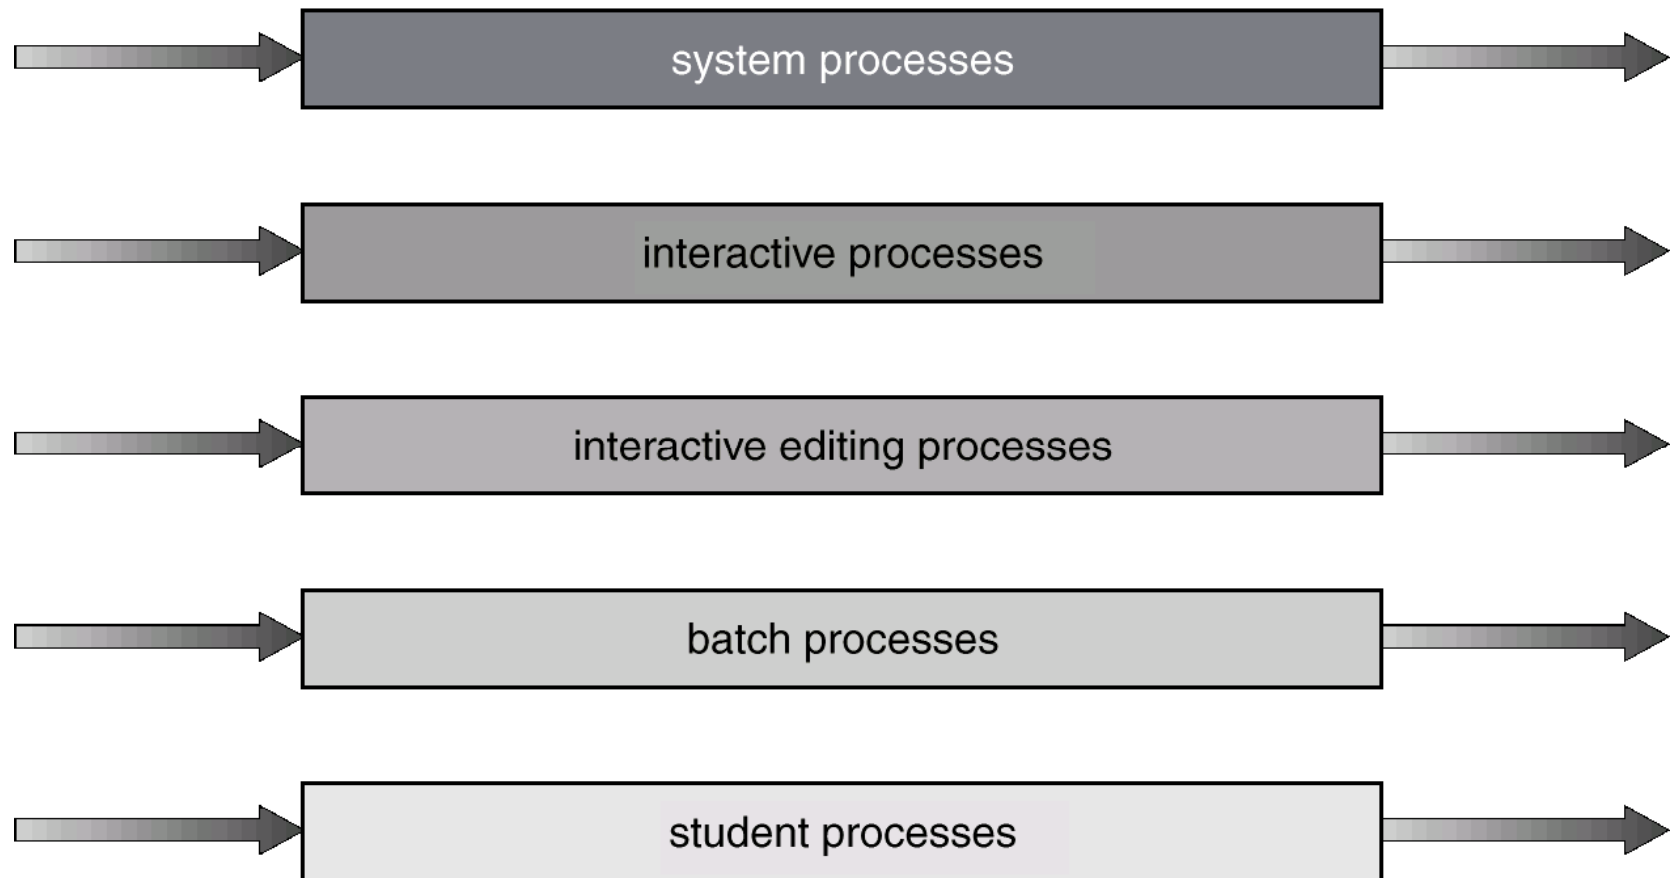 system processes
interactive processes
interactive editing processes
batch processes
student processes